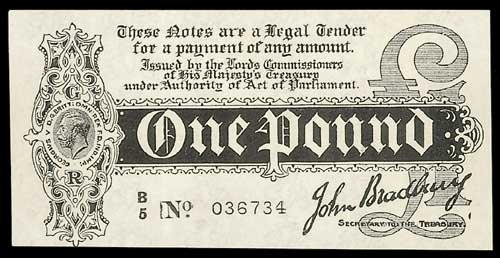 These Notes are a Legal Tender
for a payment of any amount.
Issued by the Lords Commissioners
of His Majesty's Treasury
under Authority of Act of Parliament.
G
R
One Pound
£
B/5 No. 036734
John Bradbury
SECRETARY TO THE TREASURY.